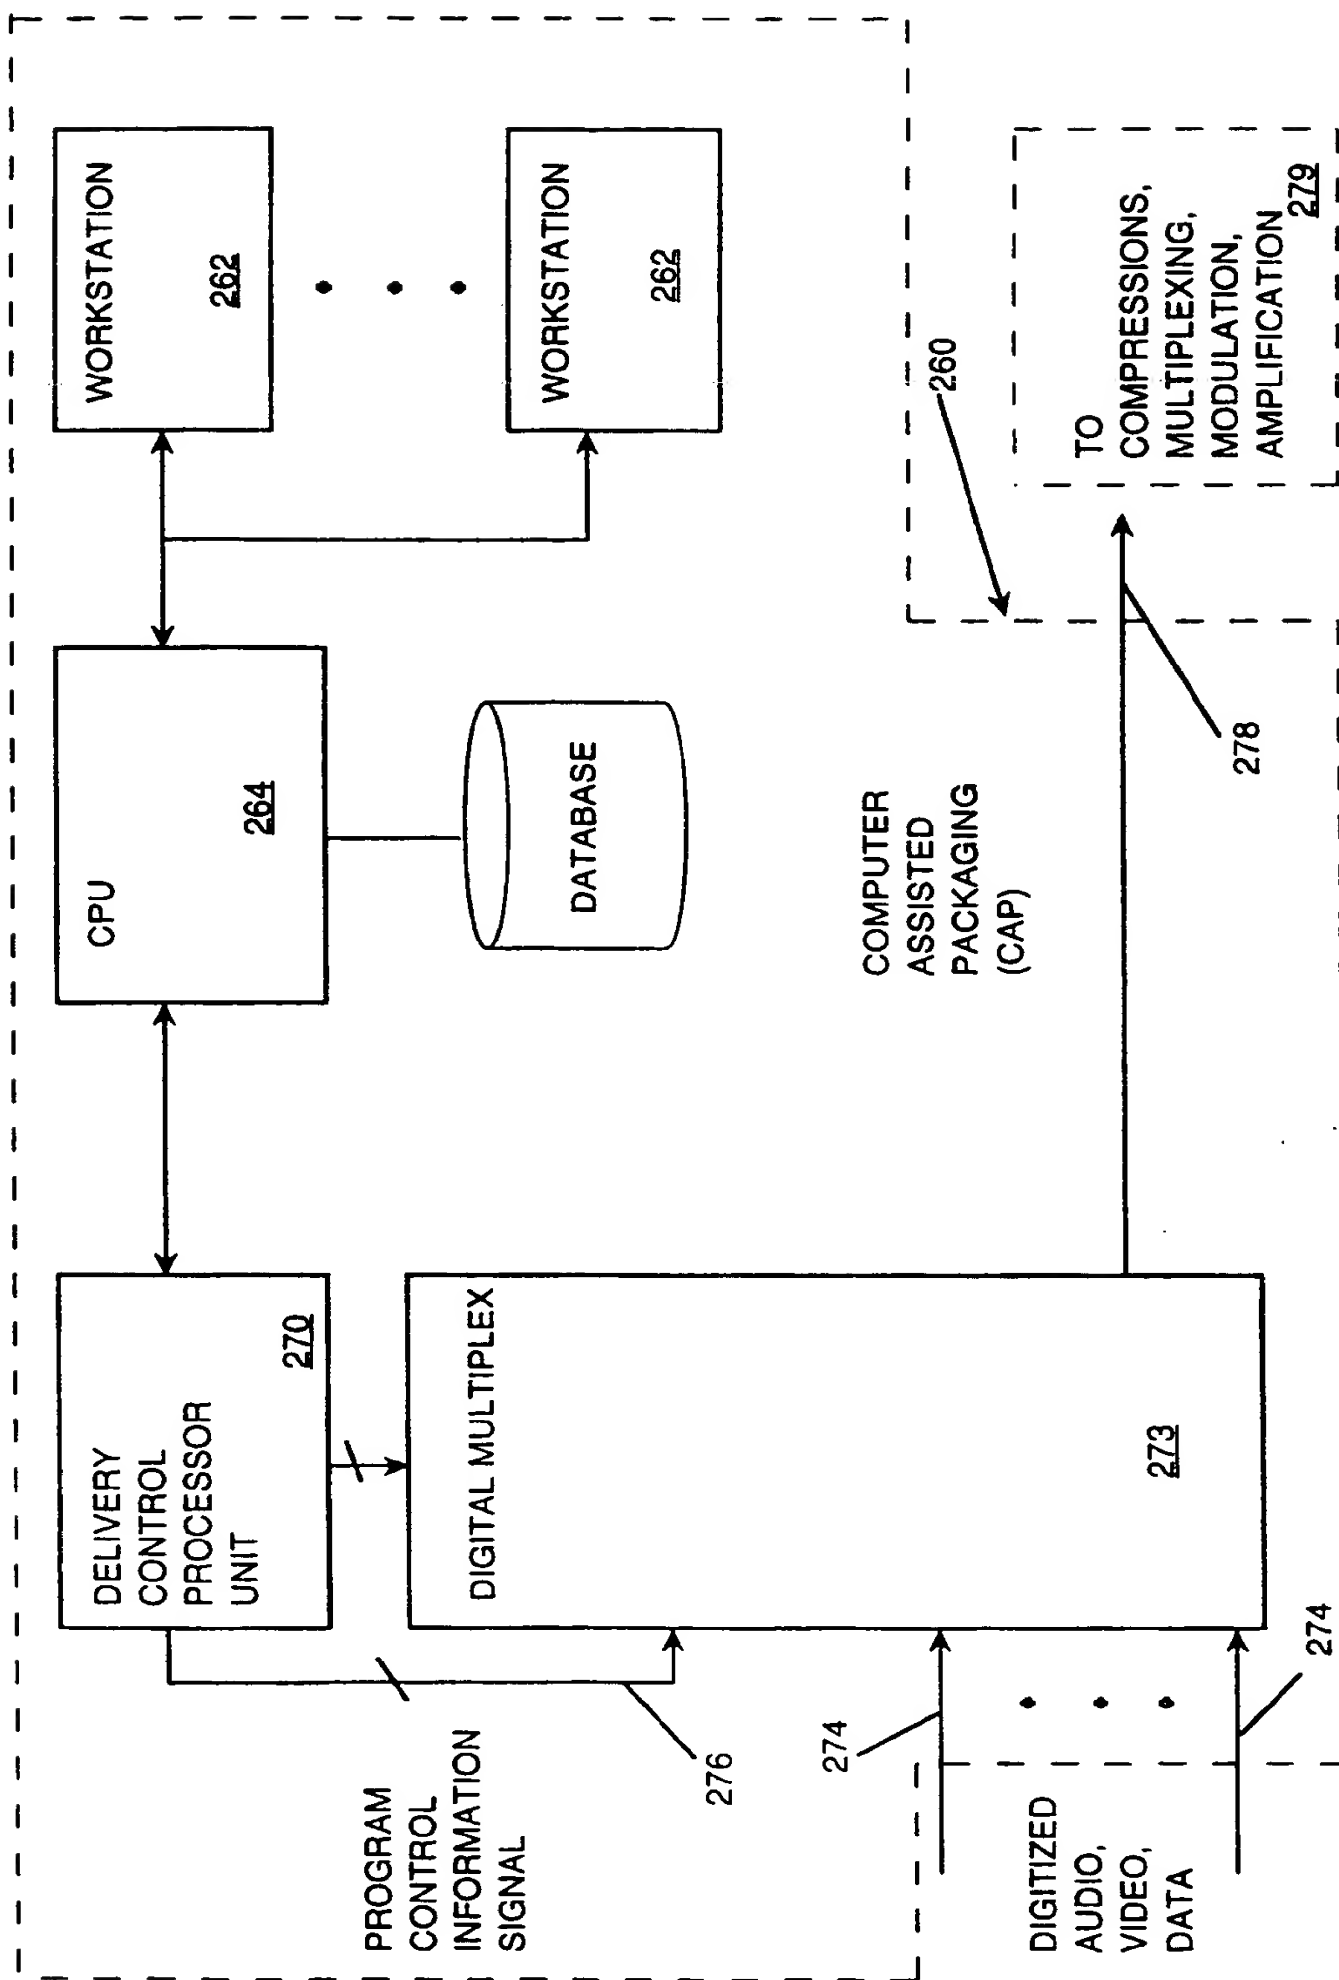 DELIVERY
CONTROL
PROCESSOR
UNIT
270
CPU
264
WORKSTATION
262
WORKSTATION
262
DATABASE
PROGRAM
CONTROL
INFORMATION
SIGNAL
276
DIGITAL MULTIPLEX
273
COMPUTER
ASSISTED
PACKAGING
(CAP)
260
274
DIGITIZED
AUDIO,
VIDEO,
DATA
274
278
TO
COMPRESSIONS,
MULTIPLEXING,
MODULATION,
AMPLIFICATION
279